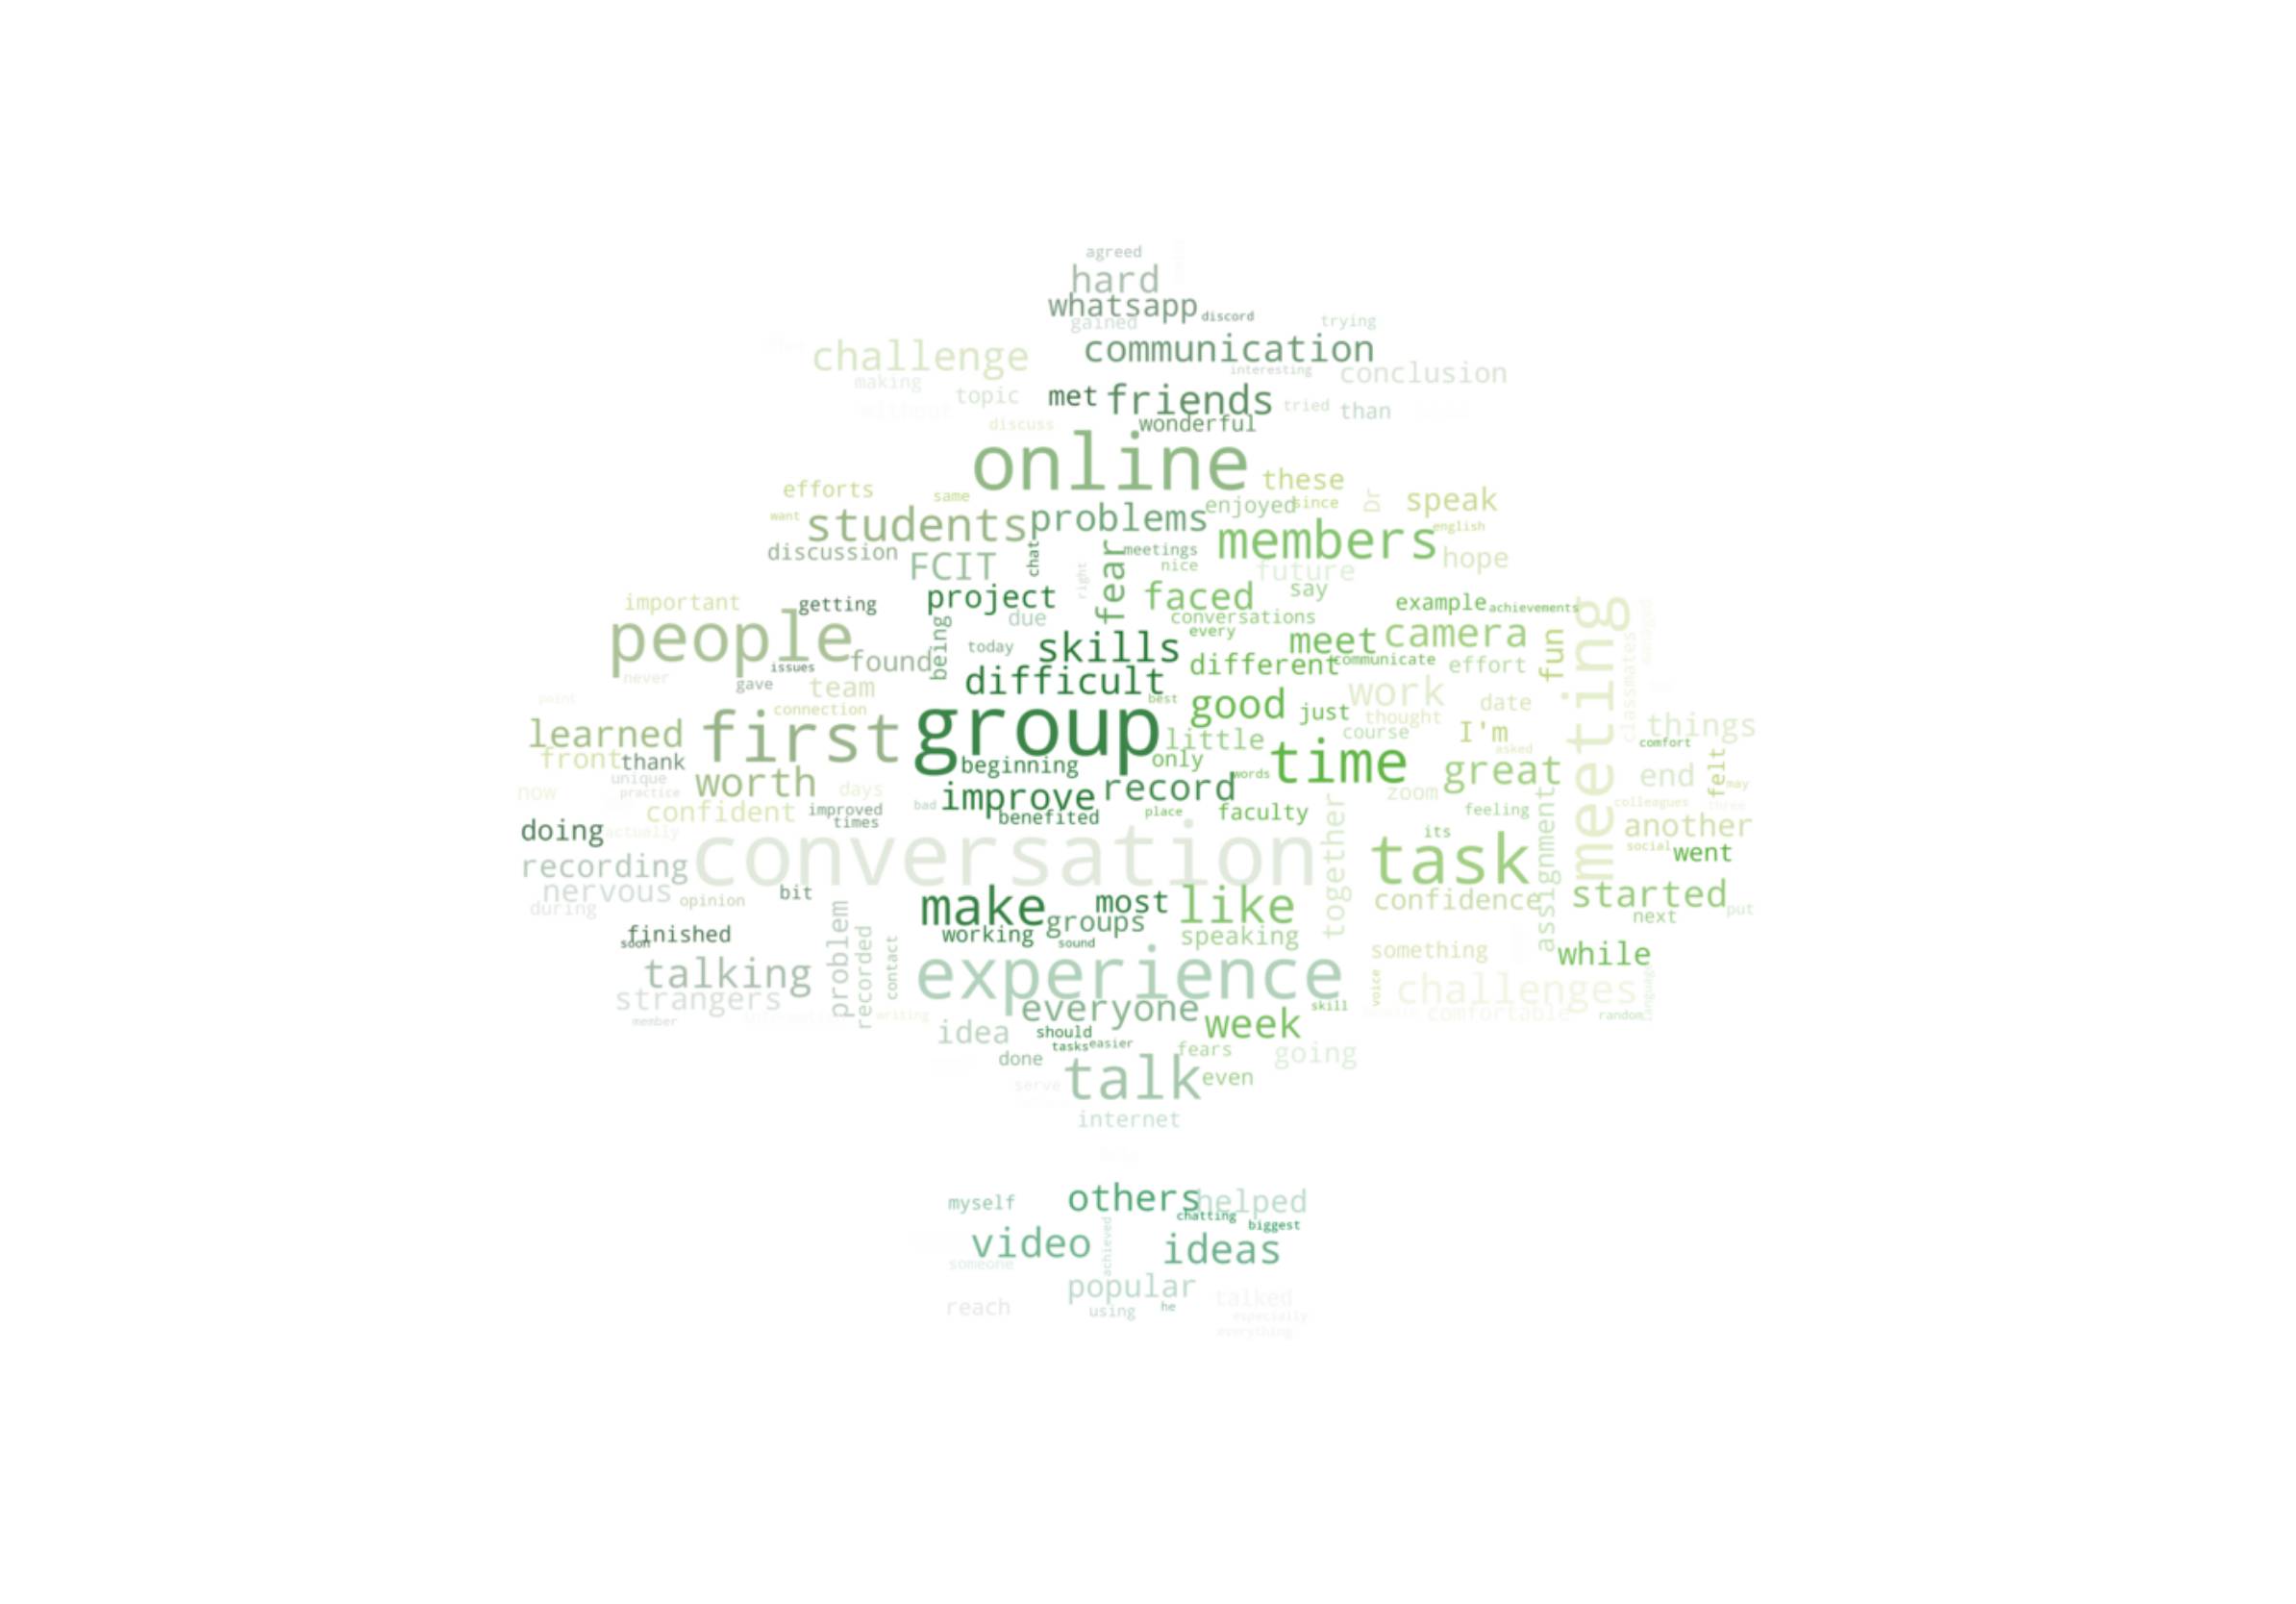 agreed
hard
whatsapp discord
gained trying
challenge communication
interesting conclusion
making
topic met friends tried than
discuss wonderful
online these
efforts same enjoyed since Dr speak
want students problems members english
discussion FCIT chat fear meetings nice hope
right future
important getting project faced say example achievements
due conversations
people being today skills every meet camera fun meeting
issues found difficult different communicate effort classmates
never gave team best work date
connection good just thought things
learned first group little course I'm comfort
front thank beginning only time asked great end felt
unique words may
now practice worth days improve record zoom colleagues three
confident improved bad benefited place faculty feeling another
doing actually times together its assignment social went
recording conversation task
nervous opinion bit make most like confidence started
during groups next put
finished problem recorded contact working sound speaking something while
soon
talking experience voice challenges
strangers everyone skill comfortable random language
member writing idea should week
tasks easier fears going
done talk even
serve
internet
myself others helped
chatting biggest
video achieved ideas
someone
popular talked
reach using he especially
everything